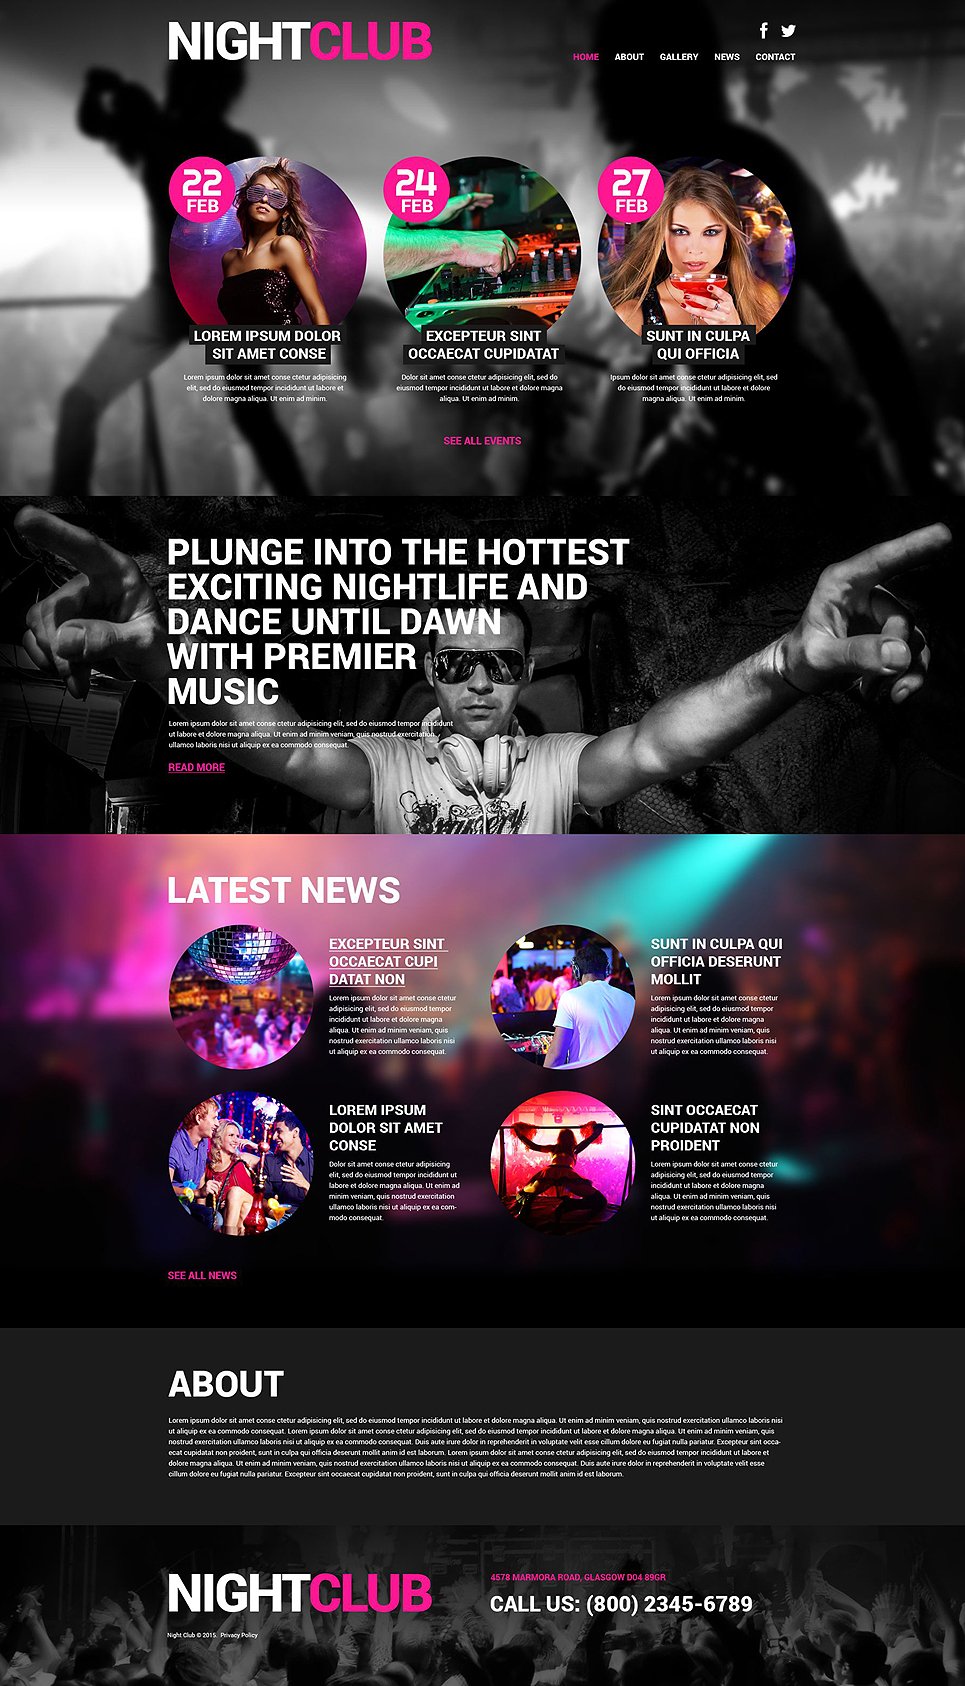 NIGHTCLUB
HOME ABOUT GALLERY NEWS CONTACT
22
FEB
LOREM IPSUM DOLOR
SIT AMET CONSE
Lorem ipsum dolor sit amet conse ctetur adipisicing
elit, sed do eiusmod tempor incididunt ut labore et
dolore magna aliqua. Ut enim ad minim.
24
FEB
EXCEPTEUR SINT
OCCAECAT CUPIDATAT
Dolor sit amet conse ctetur adipisicing elit, sed do
eiusmod tempor incididunt ut labore et dolore magna
aliqua. Ut enim ad minim.
27
FEB
SUNT IN CULPA
QUI OFFICIA
Ipsum dolor sit amet conse ctetur adipisicing elit, sed
do eiusmod tempor incididunt ut labore et dolore
magna aliqua. Ut enim ad minim.
SEE ALL EVENTS
PLUNGE INTO THE HOTTEST
EXCITING NIGHTLIFE AND
DANCE UNTIL DAWN
WITH PREMIER
MUSIC
Lorem ipsum dolor sit amet conse ctetur adipisicing elit, sed do eiusmod tempor incididunt
ut labore et dolore magna aliqua. Ut enim ad minim veniam, quis nostrud exercitation
ullamco laboris nisi ut aliquip ex ea commodo consequat.
READ MORE
LATEST NEWS
EXCEPTEUR SINT
OCCAECAT CUPI
DATAT NON
Lorem ipsum dolor sit amet conse ctetur
adipisicing elit, sed do eiusmod tempor
incididunt ut labore et dolore magna
aliqua. Ut enim ad minim veniam, quis
nostrud exercitation ullamco laboris nisi
ut aliquip ex ea commodo consequat.
SUNT IN CULPA QUI
OFFICIA DESERUNT
MOLLIT
Lorem ipsum dolor sit amet conse ctetur
adipisicing elit, sed do eiusmod tempor
incididunt ut labore et dolore magna
aliqua. Ut enim ad minim veniam, quis
nostrud exercitation ullamco laboris nisi
ut aliquip ex ea commodo consequat.
LOREM IPSUM
DOLOR SIT AMET
CONSE
Dolor sit amet conse ctetur adipisicing
elit, sed do eiusmod tempor incididunt ut
labore et dolore magna aliqua. Ut enim ad
minim veniam, quis nostrud exercitation
ullamco laboris nisi ut aliquip ex ea com-
modo consequat.
SINT OCCAECAT
CUPIDATAT NON
PROIDENT
Lorem ipsum dolor sit amet conse ctetur
adipisicing elit, sed do eiusmod tempor
incididunt ut labore et dolore magna
aliqua. Ut enim ad minim veniam, quis
nostrud exercitation ullamco laboris nisi
ut aliquip ex ea commodo consequat.
SEE ALL NEWS
ABOUT
Lorem ipsum dolor sit amet conse ctetur adipisicing elit, sed do eiusmod tempor incididunt ut labore et dolore magna aliqua. Ut enim ad minim veniam, quis nostrud exercitation ullamco laboris nisi
ut aliquip ex ea commodo consequat. Lorem ipsum dolor sit amet conse ctetur adipisicing elit, sed do eiusmod tempor incididunt ut labore et dolore magna aliqua. Ut enim ad minim veniam, quis
nostrud exercitation ullamco laboris nisi ut aliquip ex ea commodo consequat. Duis aute irure dolor in reprehenderit in voluptate velit esse cillum dolore eu fugiat nulla pariatur. Excepteur sint occa-
ecat cupidatat non proident, sunt in culpa qui officia deserunt mollit anim id est laborum. Lorem ipsum dolor sit amet conse ctetur adipisicing elit, sed do eiusmod tempor incididunt ut labore et
dolore magna aliqua. Ut enim ad minim veniam, quis nostrud exercitation ullamco laboris nisi ut aliquip ex ea commodo consequat. Duis aute irure dolor in reprehenderit in voluptate velit esse
cillum dolore eu fugiat nulla pariatur. Excepteur sint occaecat cupidatat non proident, sunt in culpa qui officia deserunt mollit anim id est laborum.
NIGHTCLUB
Night Club © 2015. Privacy Policy
4578 MARMORA ROAD, GLASGOW D04 89GR
CALL US: (800) 2345-6789